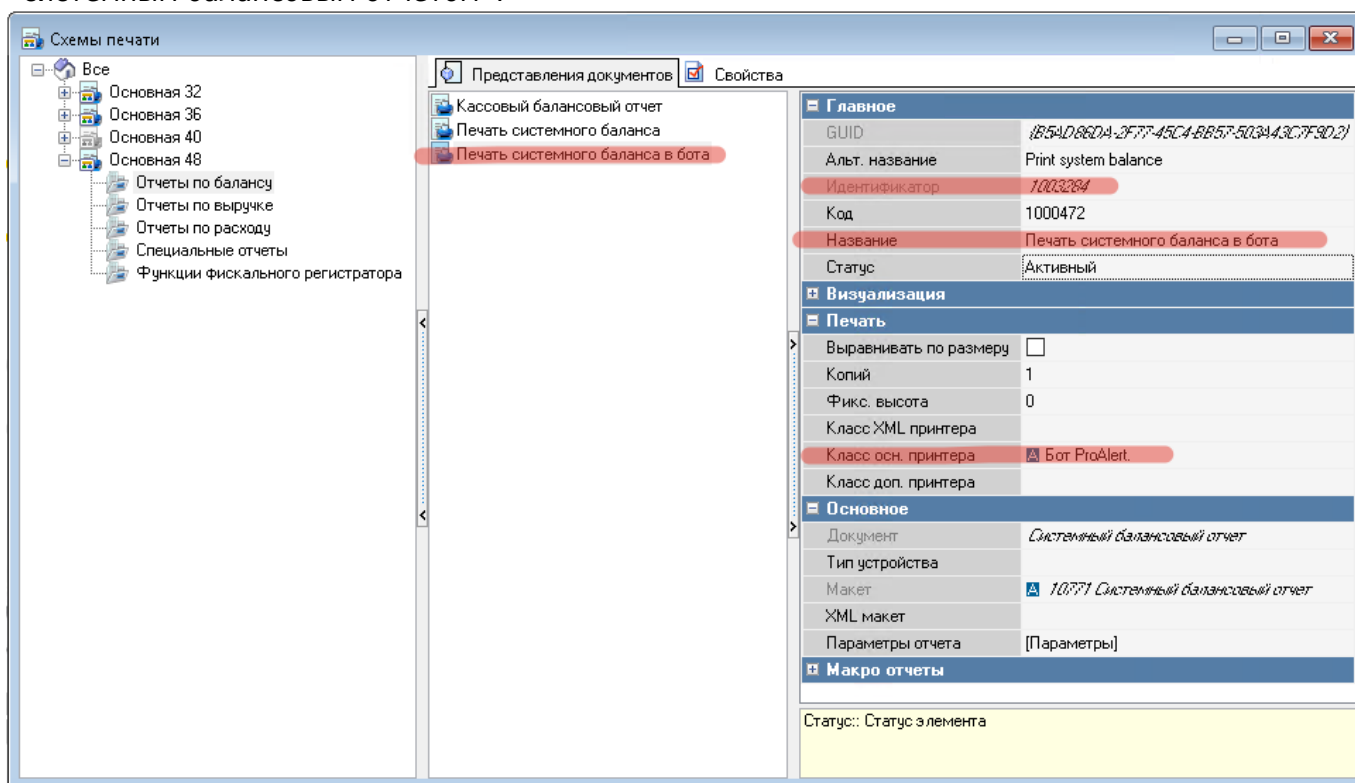 Схемы печати
Все
Основная 32
Основная 36
Основная 40
Основная 48
Отчеты по балансу
Отчеты по выручке
Отчеты по расходу
Специальные отчеты
Функции фискального регистратора
Представления документов Свойства
Кассовый балансовый отчет
Печать системного баланса
Печать системного баланса в бота
Главное
GUID {B5AD86DA-2F77-45C4-BB57-503A43C7F9D2}
Альт. название Print system balance
Идентификатор 1003284
Код 1000472
Название Печать системного баланса в бота
Статус Активный
Визуализация
Печать
Выравнивать по размеру
Копий 1
Фикс. высота 0
Класс XML принтера
Класс осн. принтера Бот ProAlert.
Класс доп. принтера
Основное
Документ Системный балансовый отчет
Тип устройства
Макет 10771 Системный балансовый отчет
XML макет
Параметры отчета [Параметры]
Макро отчеты
Статус:: Статус элемента